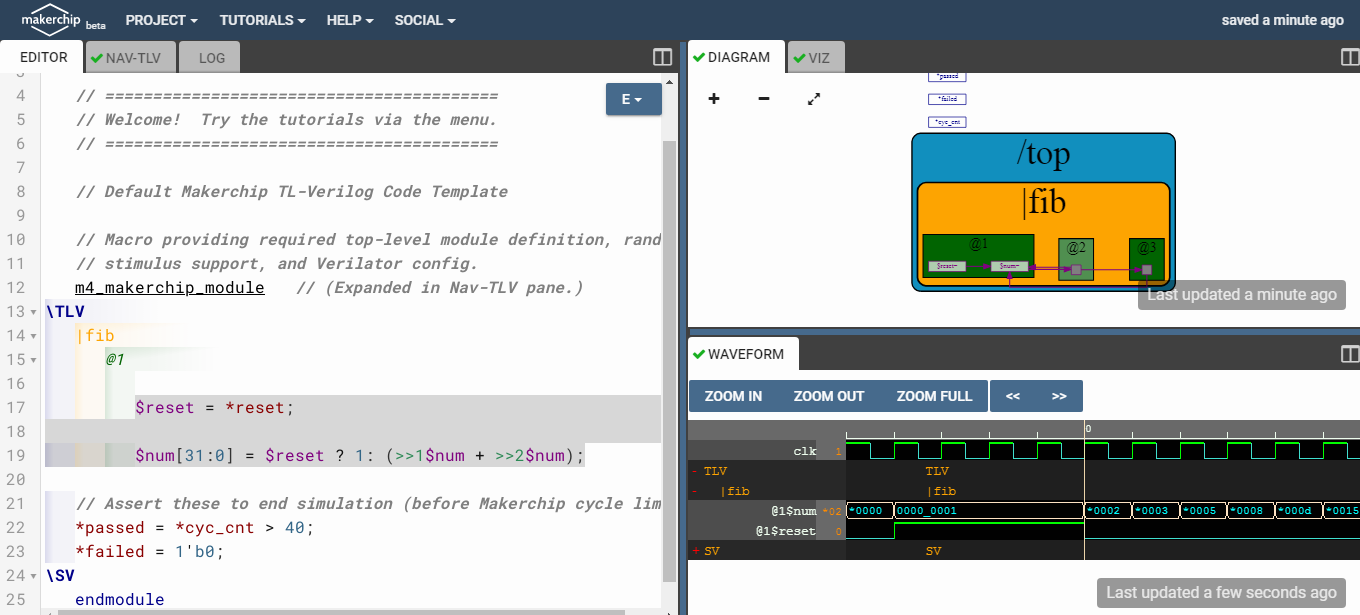 makerchip beta PROJECT TUTORIALS HELP SOCIAL saved a minute ago
EDITOR NAV-TLV LOG
4 // =========================================
5 // Welcome!  Try the tutorials via the menu.
6 // =========================================
7
8 // Default Makerchip TL-Verilog Code Template
9
10 // Macro providing required top-level module definition, rand
11 // stimulus support, and Verilator config.
12 m4_makerchip_module   // (Expanded in Nav-TLV pane.)
13 \TLV
14 |fib
15 @1
16
17 $reset = *reset;
18
19 $num[31:0] = $reset ? 1: (>>1$num + >>2$num);
20
21 // Assert these to end simulation (before Makerchip cycle lim
22 *passed = *cyc_cnt > 40;
23 *failed = 1'b0;
24 \SV
25 endmodule
E
DIAGRAM VIZ
*passed
*failed
*cyc_cnt
/top
|fib
@1 @2 @3
$reset= $num=
Last updated a minute ago
WAVEFORM
ZOOM IN ZOOM OUT ZOOM FULL << >>
0
clk 1
TLV TLV
|fib |fib
@1$num *02 *0000 0000_0001 *0002 *0003 *0005 *0008 *000d *0015
@1$reset 0
+ SV SV
Last updated a few seconds ago